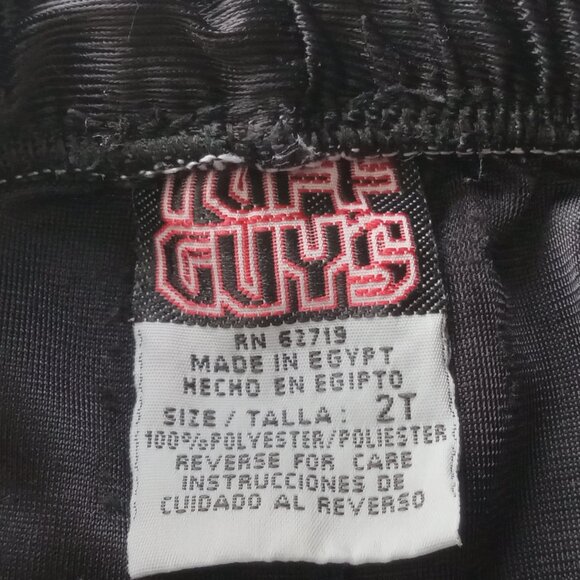 GUYS
RN 62719
MADE IN EGYPT
HECHO EN EGIPTO
SIZE / TALLA: 2T
100%POLYESTER/POLIESTER
REVERSE FOR CARE
INSTRUCCIONES DE
CUIDADO AL REVERSO